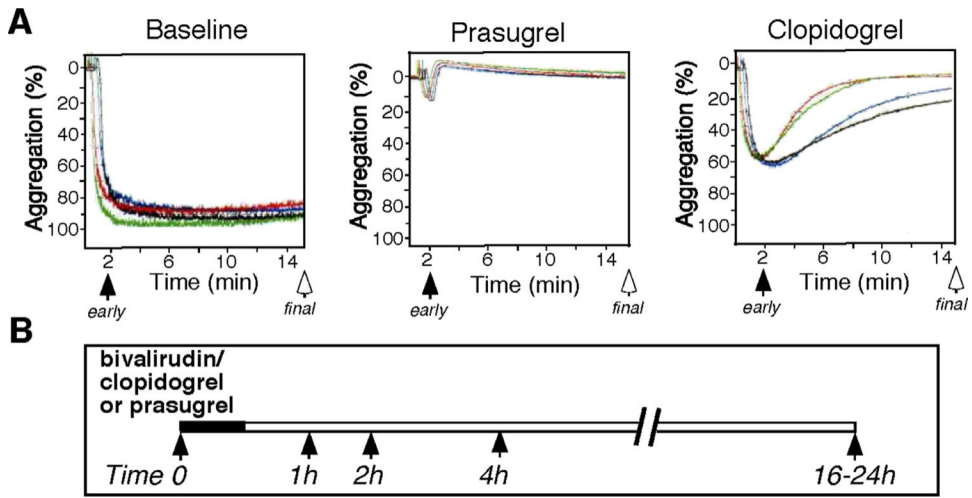 A
Baseline
Prasugrel
Clopidogrel
Aggregation (%)
0
20
40
60
80
100
2
6
10
14
Time (min)
early
final
Aggregation (%)
0
20
40
60
80
100
2
6
10
14
Time (min)
early
final
Aggregation (%)
0
20
40
60
80
100
2
6
10
14
Time (min)
early
final
B
bivalirudin/
clopidogrel
or prasugrel
Time 0
1h
2h
4h
16-24h